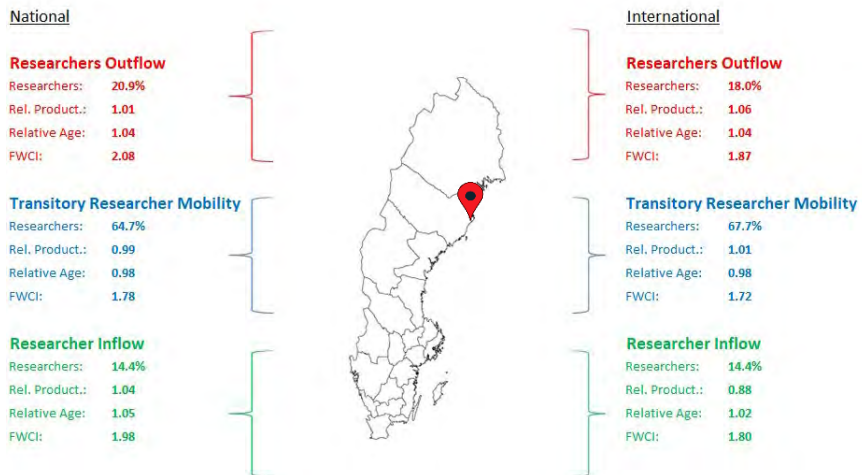 National
Researchers Outflow
Researchers: 20.9%
Rel. Product.: 1.01
Relative Age: 1.04
FWCI: 2.08
Transitory Researcher Mobility
Researchers: 64.7%
Rel. Product.: 0.99
Relative Age: 0.98
FWCI: 1.78
Researcher Inflow
Researchers: 14.4%
Rel. Product.: 1.04
Relative Age: 1.05
FWCI: 1.98
International
Researchers Outflow
Researchers: 18.0%
Rel. Product.: 1.06
Relative Age: 1.04
FWCI: 1.87
Transitory Researcher Mobility
Researchers: 67.7%
Rel. Product.: 1.01
Relative Age: 0.98
FWCI: 1.72
Researcher Inflow
Researchers: 14.4%
Rel. Product.: 0.88
Relative Age: 1.02
FWCI: 1.80